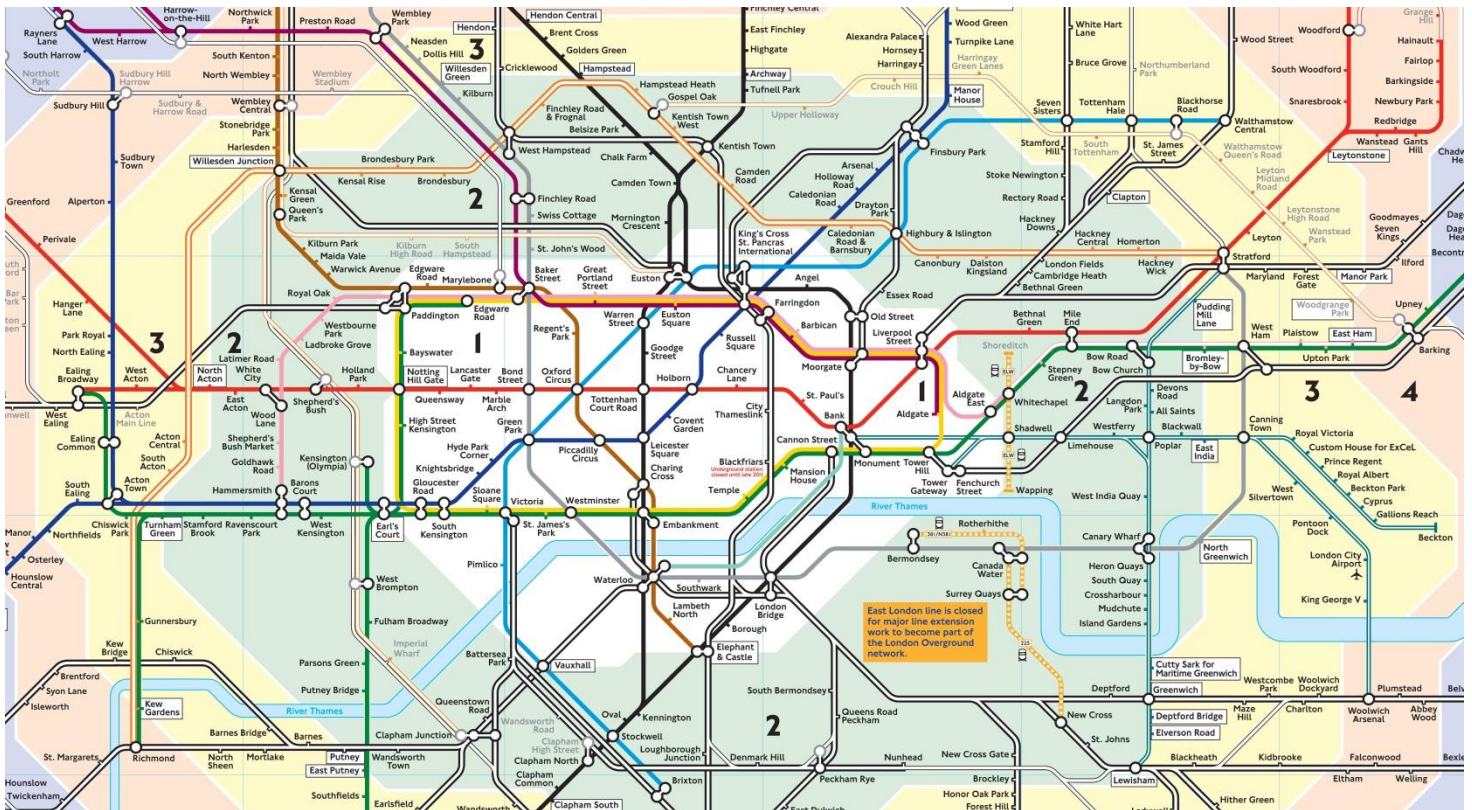 Harrow-
on-the-Hill
Northwick
Park
Preston Road
Wembley
Park
Hendon Central
Finchley Central
Wood Green
White Hart
Lane
Wood Street
Grange
Hill
Rayners
Lane
West Harrow
Hendon
Brent Cross
East Finchley
Alexandra Palace
Turnpike Lane
Woodford
Hainault
South Harrow
South Kenton
Neasden
Dollis Hill
3
Golders Green
Highgate
Hornsey
Bruce Grove
Northumberland
Park
Fairlop
Northolt
Park
Sudbury Hill
Harrow
North Wembley
Wembley
Stadium
Willesden
Green
Cricklewood
Hampstead
Archway
Harringay
Harringay
Green Lanes
South Woodford
Barkingside
Sudbury Hill
Sudbury &
Harrow Road
Wembley
Central
Kilburn
Hampstead Heath
Gospel Oak
Tufnell Park
Crouch Hill
Manor
House
Seven
Sisters
Tottenham
Hale
Blackhorse
Road
Snaresbrook
Newbury Park
Stonebridge
Park
Finchley Road
& Frognal
Kentish Town
West
Upper Holloway
Walthamstow
Central
Redbridge
Sudbury
Town
Harlesden
Belsize Park
Kentish Town
Finsbury Park
Stamford
Hill
South
Tottenham
St. James
Street
Walthamstow
Queen's Road
Wanstead
Gants
Hill
Willesden Junction
Brondesbury Park
West Hampstead
Chalk Farm
Arsenal
Leytonstone
Kensal Rise
Brondesbury
Camden
Road
Holloway
Road
Stoke Newington
Leyton
Midland Road
Alperton
Kensal
Green
2
Finchley Road
Camden Town
Caledonian
Road
Drayton
Park
Rectory Road
Clapton
Greenford
Queen's
Park
Swiss Cottage
Mornington
Crescent
Hackney
Downs
Leytonstone
High Road
Goodmayes
Seven
Kings
Perivale
Kilburn Park
Kilburn
High Road
South
Hampstead
St. John's Wood
King's Cross
St. Pancras
International
Caledonian
Road &
Barnsbury
Highbury & Islington
Hackney
Central
Homerton
Leyton
Wanstead
Park
Maida Vale
London Fields
Stratford
Ilford
Warwick Avenue
Edgware
Road
Marylebone
Baker
Street
Great
Portland
Street
Euston
Angel
Canonbury
Dalston
Kingsland
Cambridge Heath
Hackney
Wick
Maryland
Forest
Gate
Manor Park
Hanger
Lane
Royal Oak
Essex Road
Bethnal Green
Woodgrange
Park
Upney
Paddington
Edgware
Road
Warren Street
Euston
Square
Farringdon
Old Street
Bethnal
Green
Mile
End
Pudding
Mill
Lane
West
Ham
Plaistow
East Ham
Park Royal
Westbourne
Park
Regent's
Park
Russell
Square
Barbican
Liverpool
Street
Shoreditch
Barking
North Ealing
3
2
Ladbroke Grove
Bayswater
1
Goodge
Street
Moorgate
Bow Road
Bow Church
Bromley-
by-Bow
Upton Park
Ealing
Broadway
West
Acton
North
Acton
Latimer Road
White
City
Holland
Park
Notting
Hill Gate
Lancaster
Gate
Bond
Street
Oxford
Circus
Holborn
Chancery
Lane
Stepney
Green
2
3
4
East
Acton
Shepherd's
Bush
Queensway
Marble
Arch
Tottenham
Court Road
St. Paul's
1
Aldgate
East
Whitechapel
Devons
Road
West
Ealing
Acton
Main Line
Wood
Lane
High Street
Kensington
City
Thameslink
Bank
Aldgate
Langdon
Park
All Saints
Canning
Town
Ealing
Common
Acton
Central
Shepherd's
Bush Market
Green
Park
Covent
Garden
Cannon Street
Shadwell
Westferry
Blackwall
Royal Victoria
Hyde Park
Corner
Leicester
Square
Limehouse
Poplar
East
India
Custom House for ExCeL
South
Acton
Goldhawk
Road
Kensington
(Olympia)
Knightsbridge
Piccadilly
Circus
Charing
Cross
Blackfriars
Mansion
House
Monument
Tower
Hill
Prince Regent
Royal Albert
South
Ealing
Acton
Town
Hammersmith
Barons
Court
Gloucester
Road
Sloane
Square
Victoria
Westminster
Temple
Tower
Gateway
Fenchurch
Street
Wapping
West India Quay
West
Silvertown
Beckton Park
Cyprus
Northfields
Chiswick
Park
Turnham
Green
Stamford
Brook
Ravenscourt
Park
West
Kensington
Earl's
Court
South
Kensington
St. James's
Park
Embankment
River Thames
Rotherhithe
Pontoon
Dock
Gallions Reach
Beckton
Osterley
Hounslow
Central
Pimlico
Waterloo
Southwark
London
Bridge
Bermondsey
Canada
Water
Canary Wharf
North
Greenwich
London City
Airport
West
Brompton
Heron Quays
South Quay
Surrey Quays
Crossharbour
King George V
Gunnersbury
Fulham Broadway
Lambeth
North
Borough
East London line is closed
for major line extension
work to become part of
the London Overground
network.
Mudchute
Island Gardens
Kew
Bridge
Chiswick
Imperial
Wharf
Battersea
Park
Vauxhall
Elephant
& Castle
Brentford
Parsons Green
Cutty Sark for
Maritime Greenwich
Syon Lane
Isleworth
Putney Bridge
South Bermondsey
Deptford
Greenwich
Westcombe
Park
Woolwich
Dockyard
Plumstead
Kew
Gardens
River Thames
Queenstown
Road
Wandsworth
Road
Oval
Kennington
2
Queens Road
Peckham
New Cross
Deptford Bridge
Maze
Hill
Charlton
Woolwich
Arsenal
Abbey
Wood
Barnes Bridge
Barnes
Clapham Junction
Stockwell
Elverson Road
St. Margarets
Richmond
North
Sheen
Mortlake
Putney
East Putney
Wandsworth
Town
Clapham
High Street
Clapham North
Loughborough
Junction
Denmark Hill
New Cross Gate
Nunhead
St. Johns
Blackheath
Kidbrooke
Falconwood
Hounslow
Twickenham
Southfields
Earlsfield
Clapham
Common
Clapham South
Brixton
Peckham Rye
Brockley
Honor Oak Park
Lewisham
Hither Green
Eltham
Welling